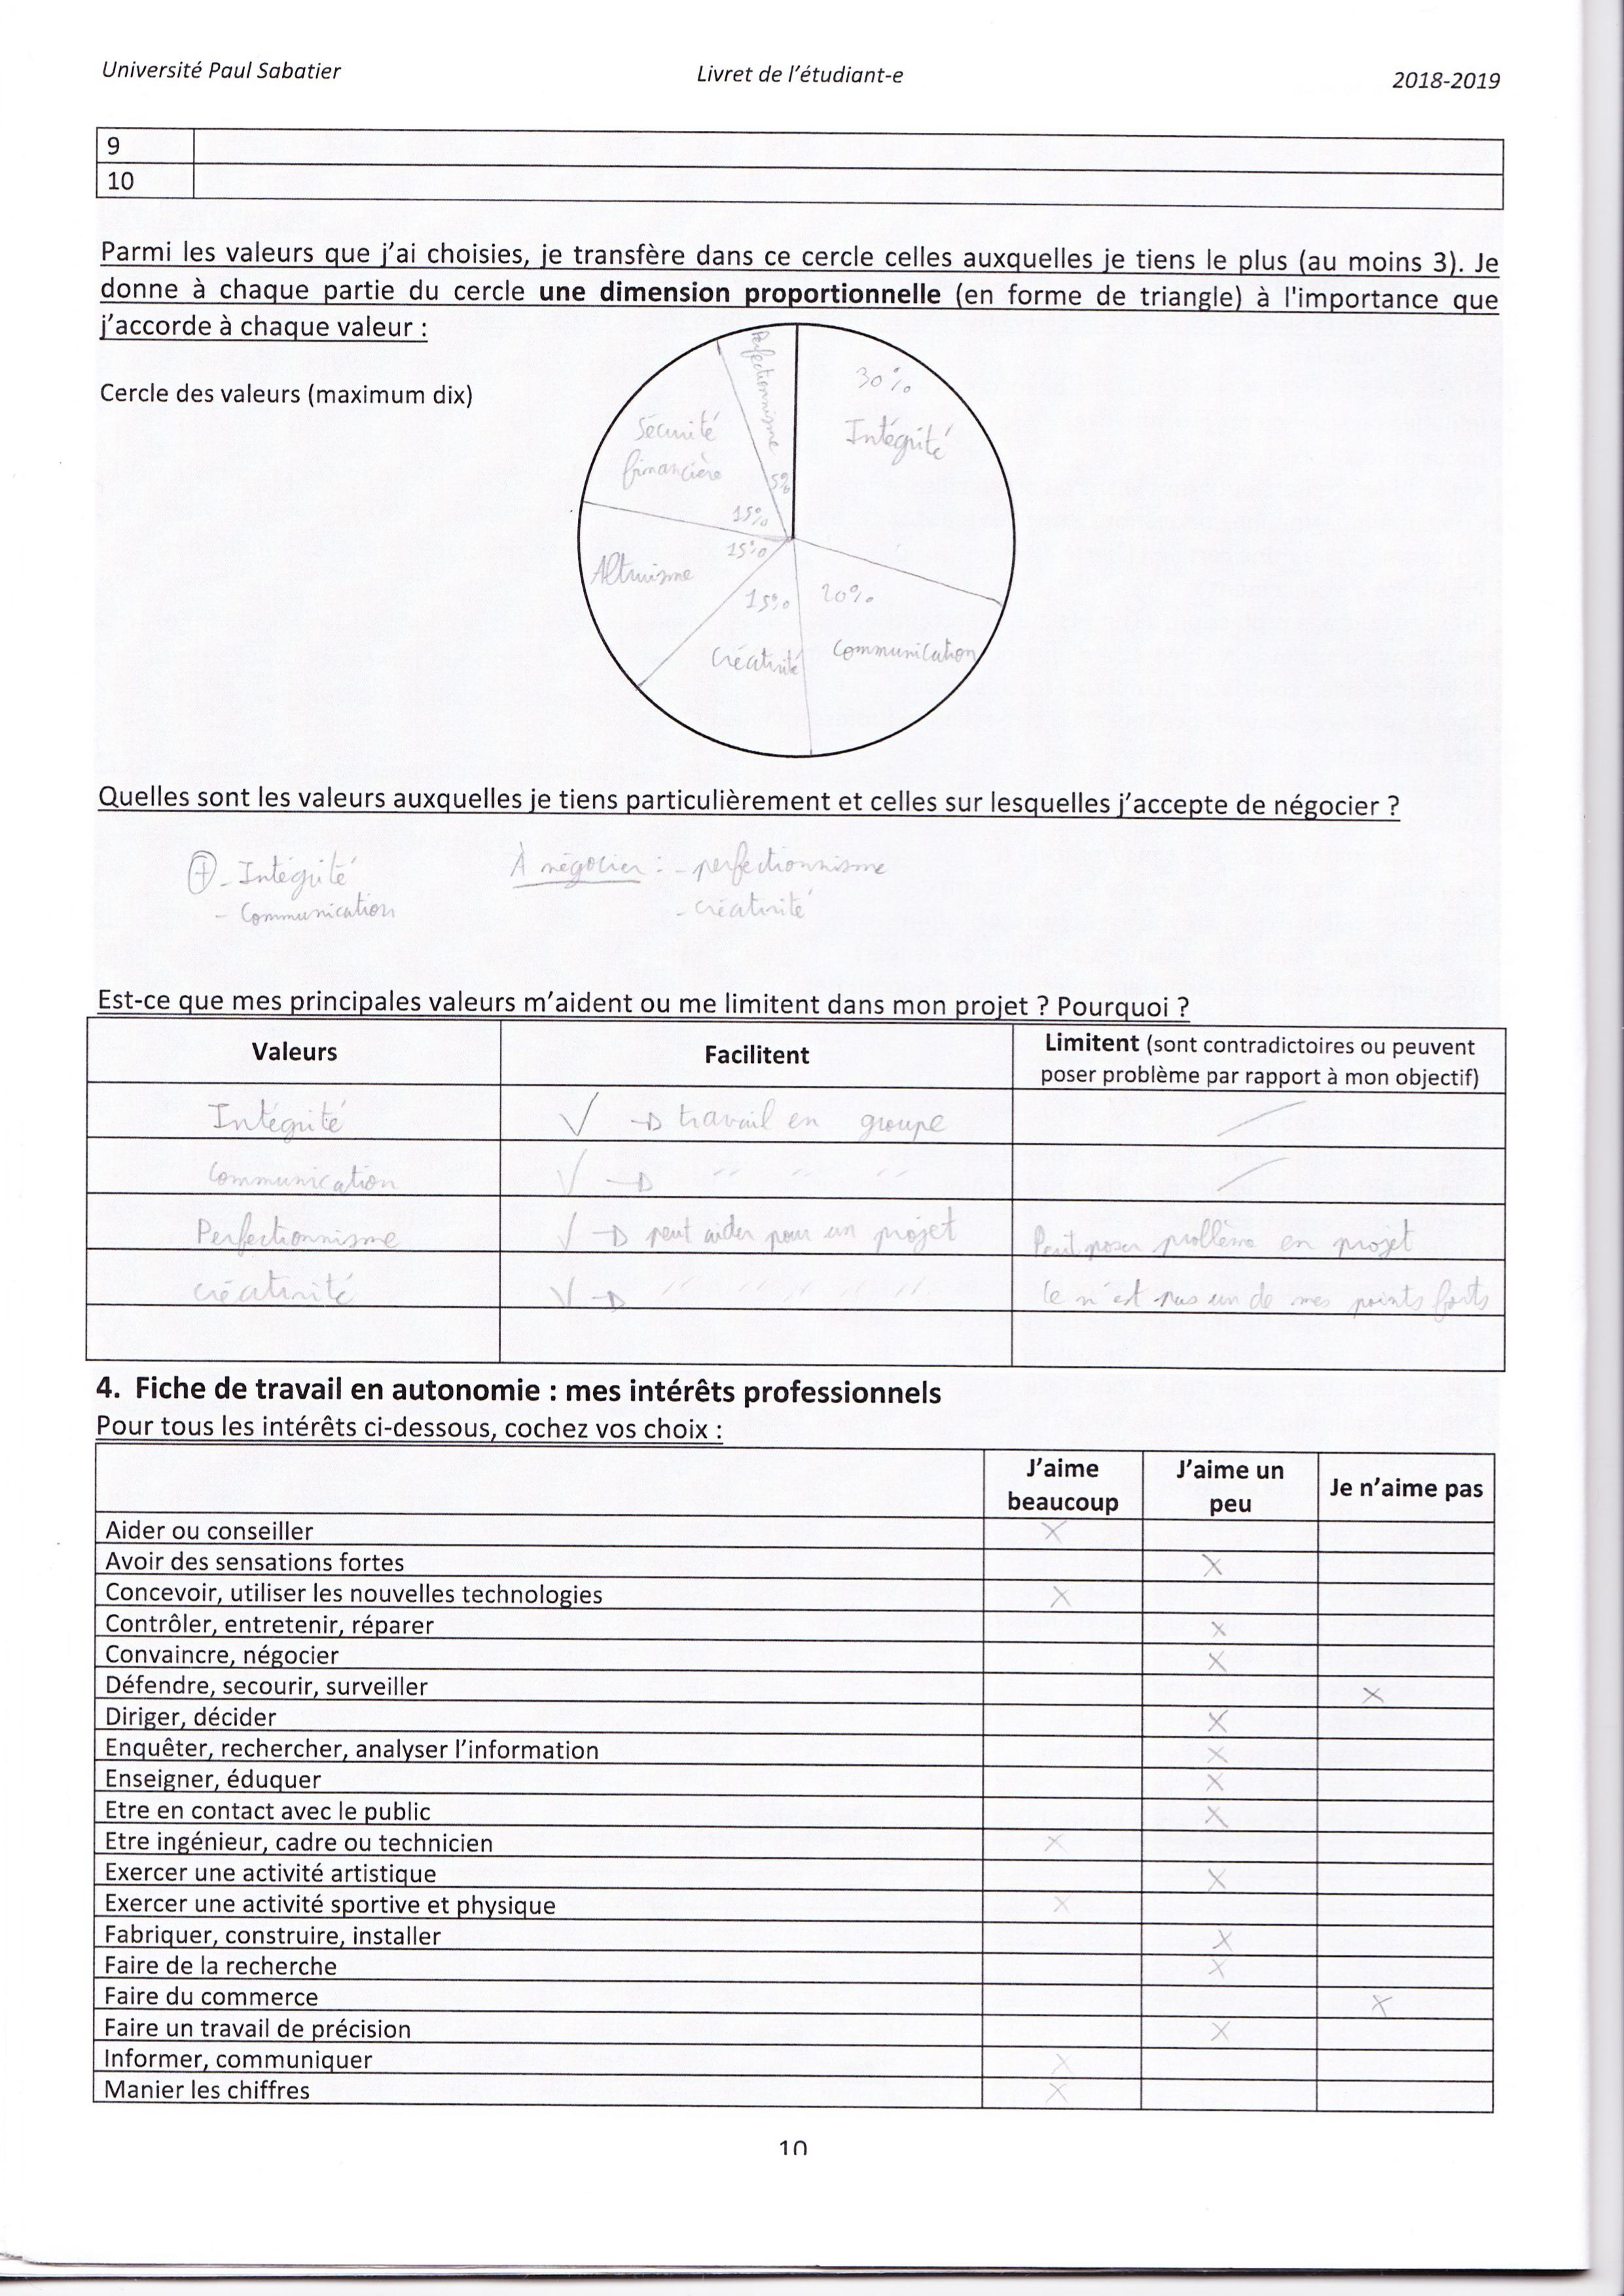 Université Paul Sabatier Livret de l'étudiant-e 2018-2019
9
10
Parmi les valeurs que j'ai choisies, je transfère dans ce cercle celles auxquelles je tiens le plus (au moins 3). Je
donne à chaque partie du cercle une dimension proportionnelle (en forme de triangle) à l'importance que
j'accorde à chaque valeur :
Cercle des valeurs (maximum dix)
Perfectionnisme
5%
30%
Intégrité
Sécurité
financière
15%
15%
Altruisme
15%
Créativité
20%
Communication
Quelles sont les valeurs auxquelles je tiens particulièrement et celles sur lesquelles j'accepte de négocier ?
+ - Intégrité À négocier : - perfectionnisme
- Communication - créativité
Est-ce que mes principales valeurs m'aident ou me limitent dans mon projet ? Pourquoi ?
Valeurs Facilitent Limitent (sont contradictoires ou peuvent
poser problème par rapport à mon objectif)
Intégrité ✓ → travail en groupe /
Communication ✓ → " " " /
Perfectionnisme ✓ → peut aider pour un projet Peut poser problème en projet
créativité ✓ → " " " " " Ce n'est pas un de mes points forts
4. Fiche de travail en autonomie : mes intérêts professionnels
Pour tous les intérêts ci-dessous, cochez vos choix :
J'aime
beaucoup
J'aime un
peu
Je n'aime pas
Aider ou conseiller X
Avoir des sensations fortes X
Concevoir, utiliser les nouvelles technologies X
Contrôler, entretenir, réparer X
Convaincre, négocier X
Défendre, secourir, surveiller X
Diriger, décider X
Enquêter, rechercher, analyser l'information X
Enseigner, éduquer X
Etre en contact avec le public X
Etre ingénieur, cadre ou technicien X
Exercer une activité artistique X
Exercer une activité sportive et physique X
Fabriquer, construire, installer X
Faire de la recherche X
Faire du commerce X
Faire un travail de précision X
Informer, communiquer X
Manier les chiffres X
10